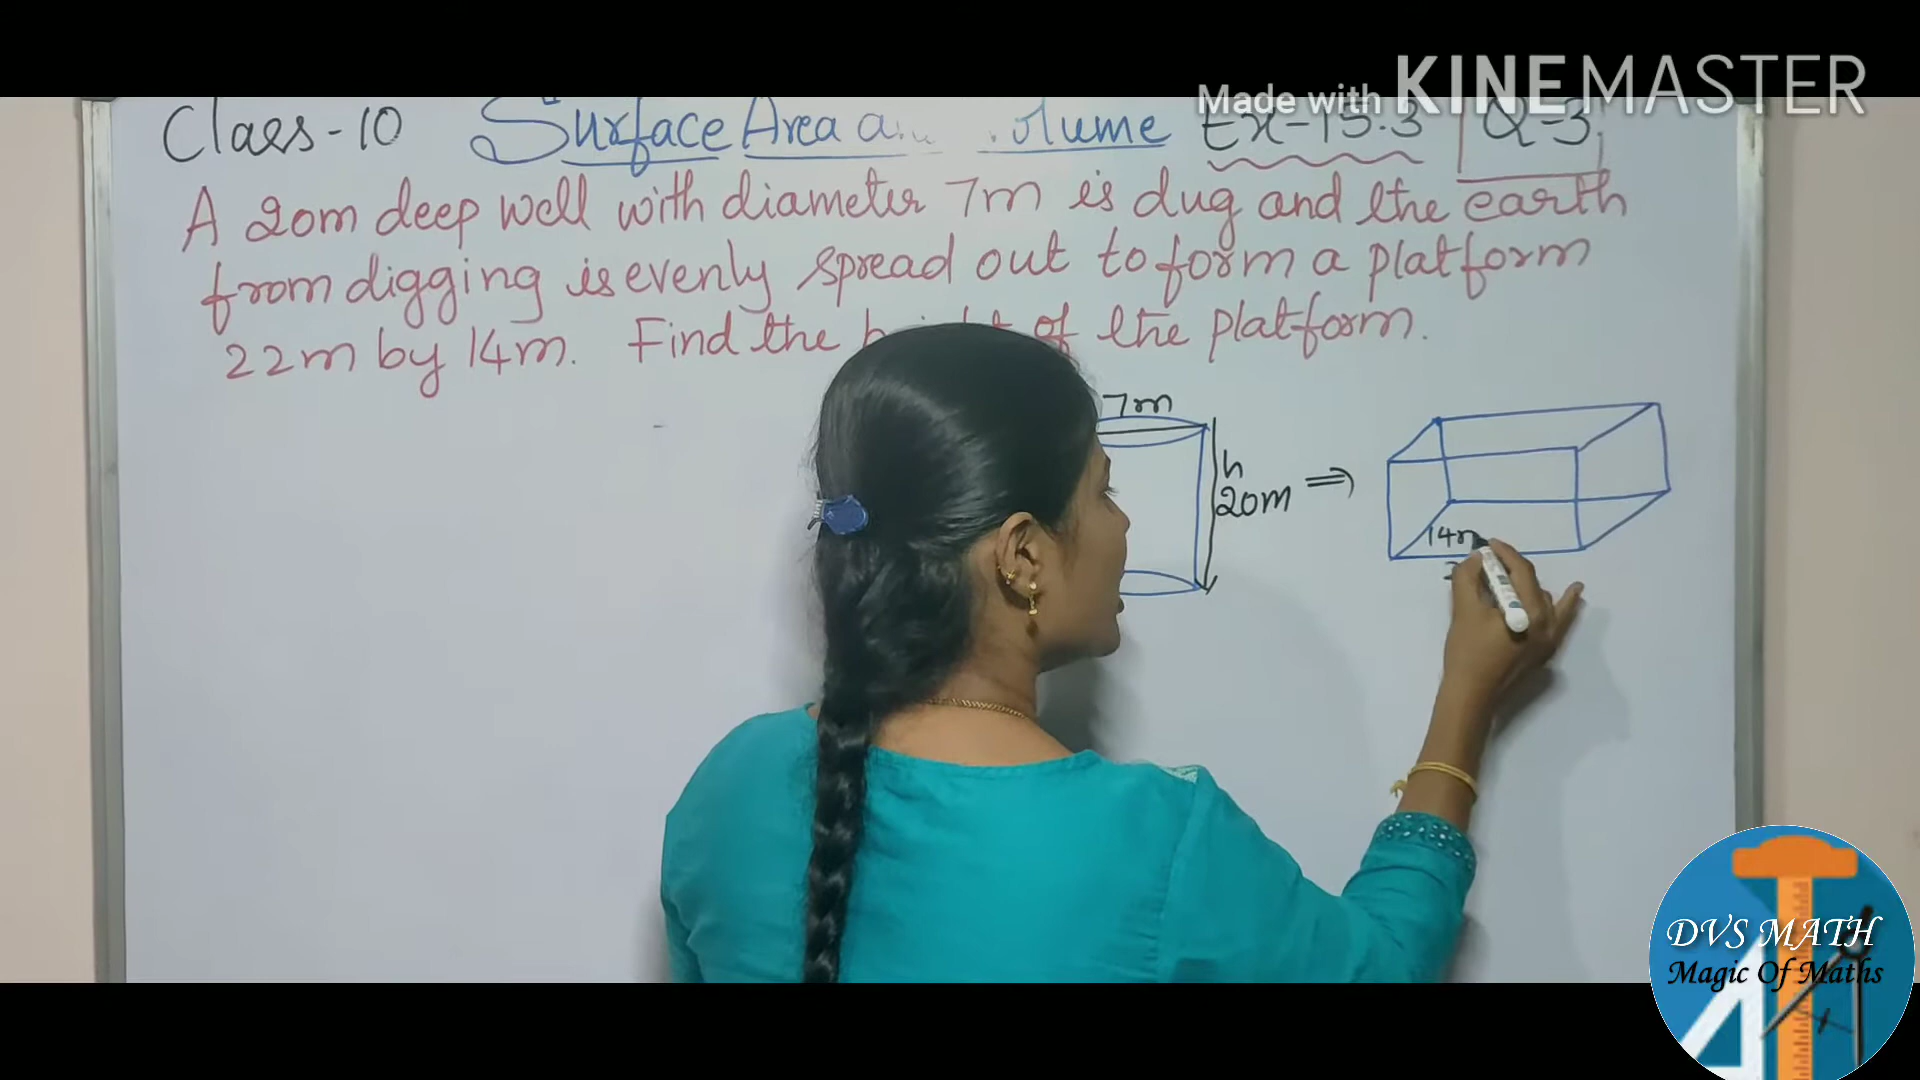 Made with KINEMASTER
Class-10 Surface Area a volume Ex-15.3 Q-3
A 20m deep well with diameter 7m is dug and the earth
from digging is evenly spread out to form a platform
22m by 14m. Find the of the platform.
7m
h
20m ⇒
14m
DVS MATH
Magic Of Maths